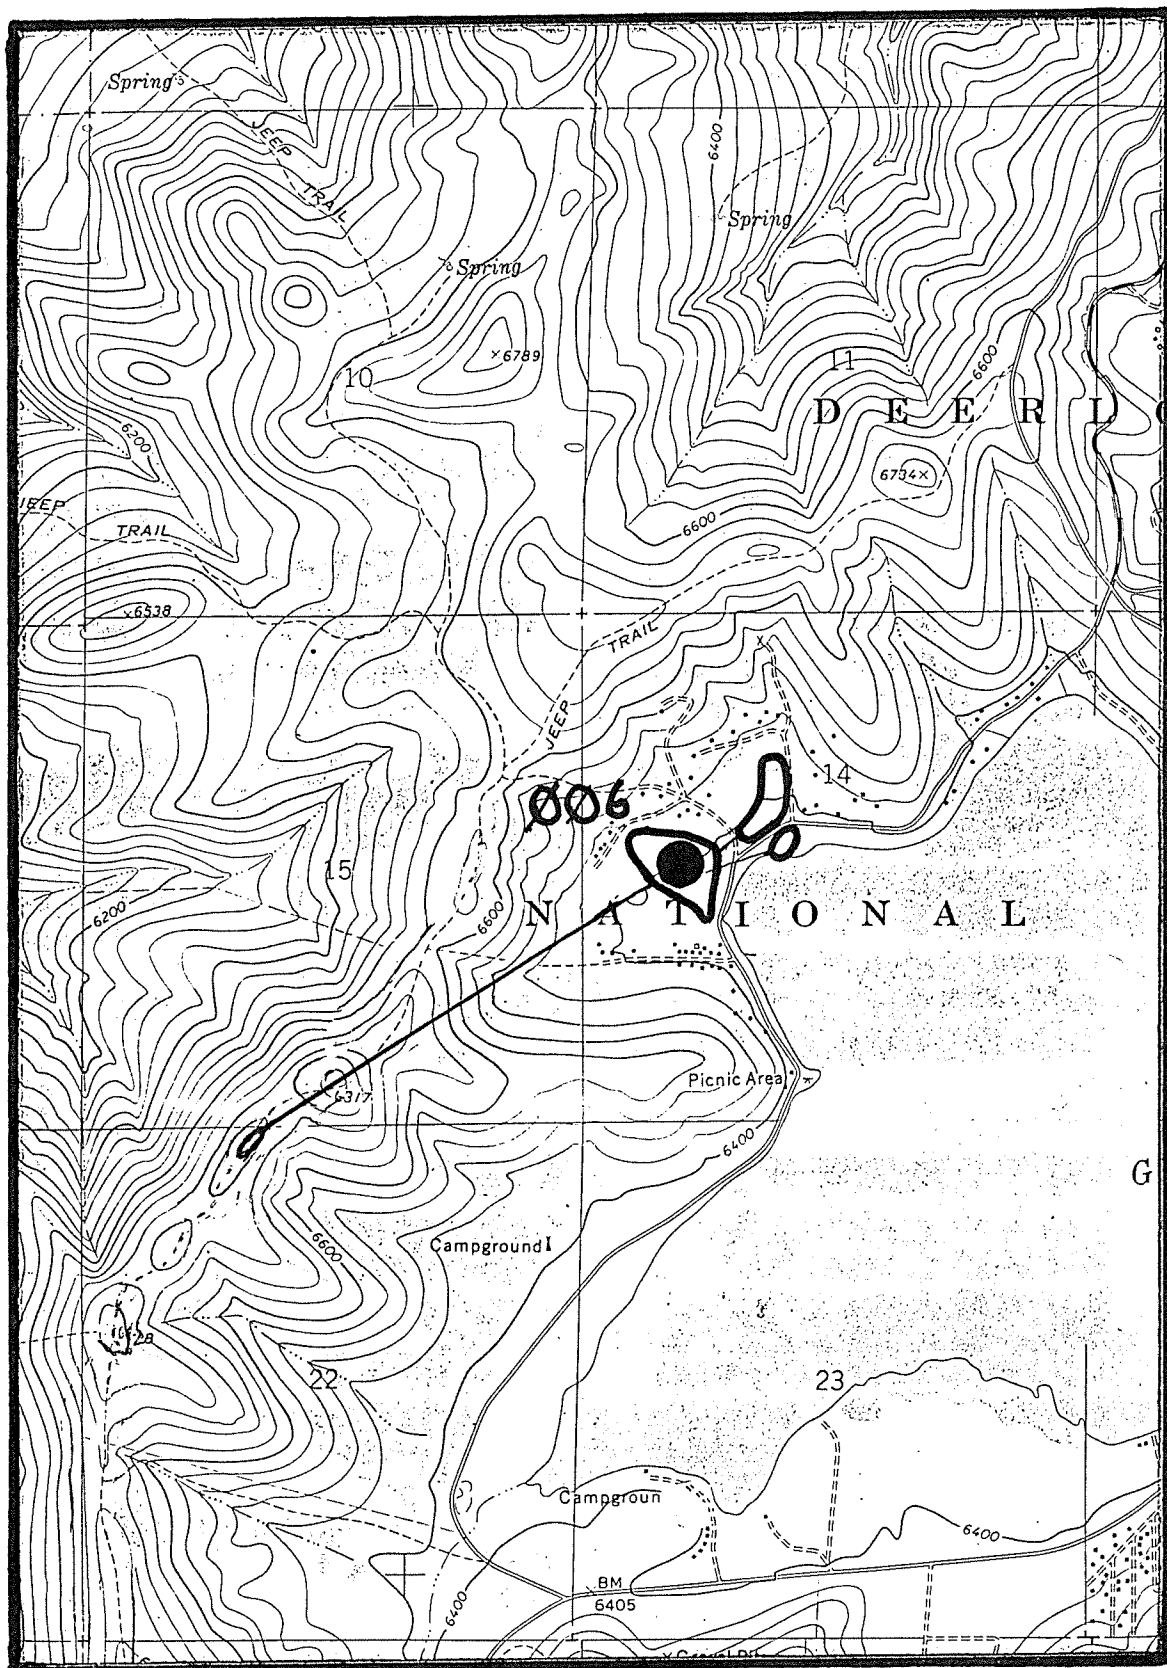 Spring
JEEP
TRAIL
6400
Spring
Spring
×6789
10
11
6600
D E E R L
6200
6734×
JEEP
TRAIL
6600
×6538
TRAIL
JEEP
14
006
15
6200
6600
N A T I O N A L
Picnic Area
6317
6400
G
6600
Campground
28
22
23
Campgroun
6400
BM
6405
6400